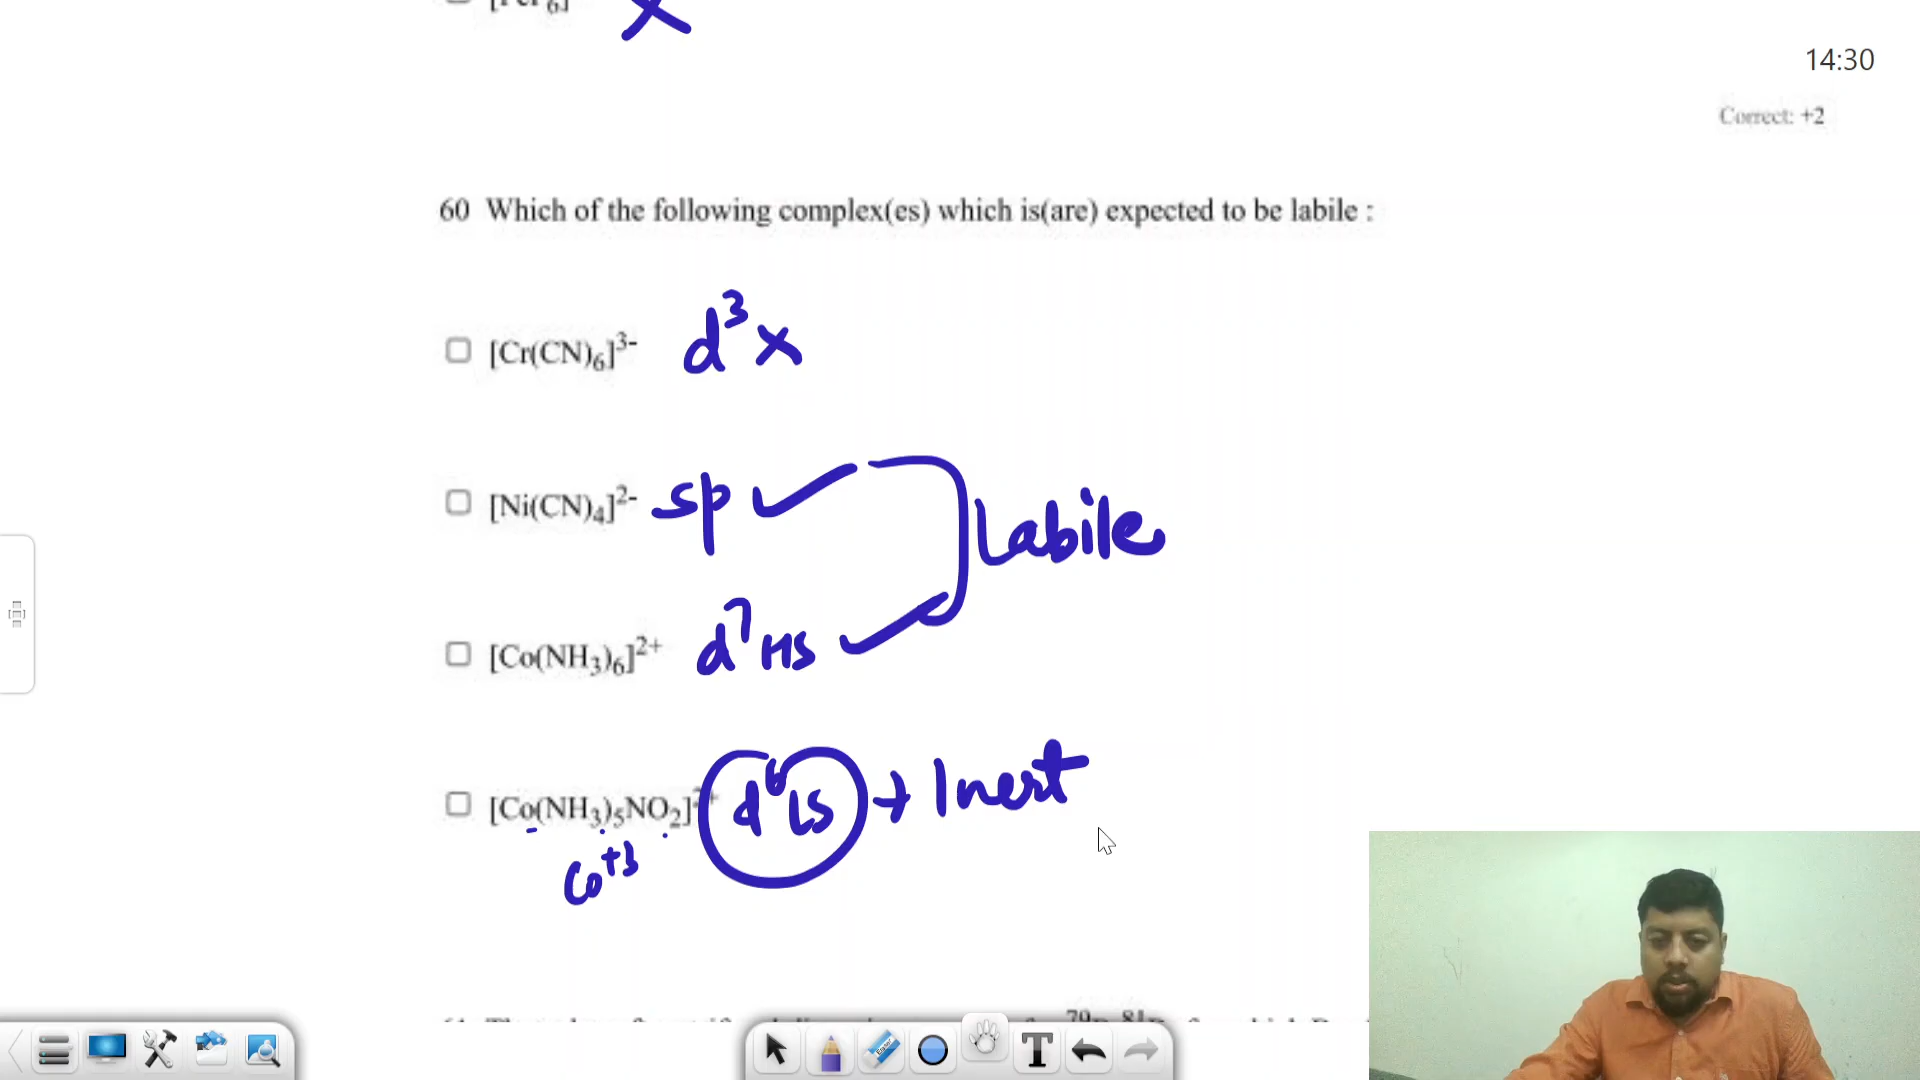 14:30
Correct: +2
60 Which of the following complex(es) which is(are) expected to be labile :
[Cr(CN)₆]³⁻ d³ x
[Ni(CN)₄]²⁻ sp ✓
Labile
[Co(NH₃)₆]²⁺ d⁷ HS ✓
[Co(NH₃)₅NO₂] d⁶ LS → Inert
Co⁺³
T